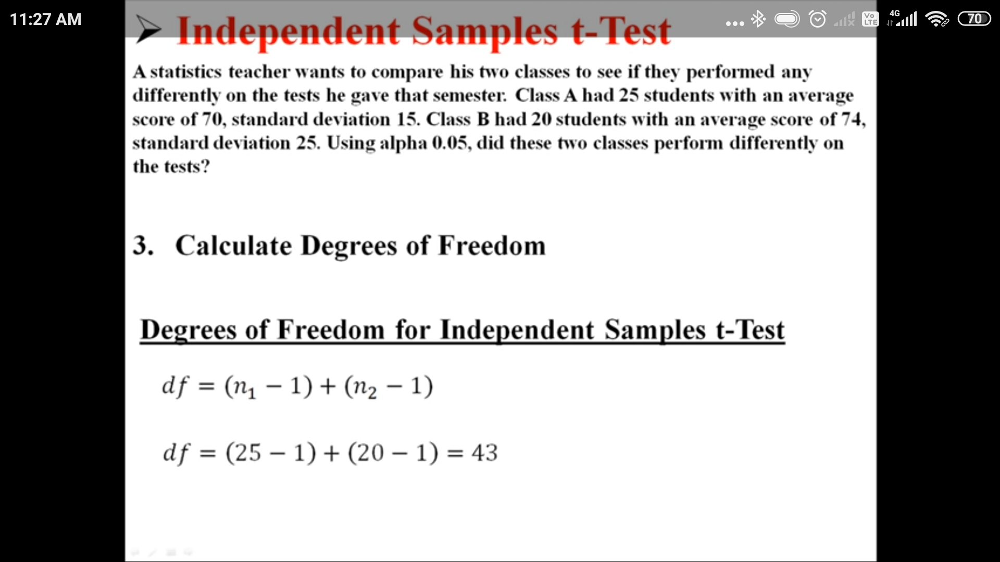 11:27 AM
Vo LTE 4G 70
➤ Independent Samples t-Test
A statistics teacher wants to compare his two classes to see if they performed any
differently on the tests he gave that semester. Class A had 25 students with an average
score of 70, standard deviation 15. Class B had 20 students with an average score of 74,
standard deviation 25. Using alpha 0.05, did these two classes perform differently on
the tests?
3. Calculate Degrees of Freedom
Degrees of Freedom for Independent Samples t-Test
df = (n₁ − 1) + (n₂ − 1)
df = (25 − 1) + (20 − 1) = 43